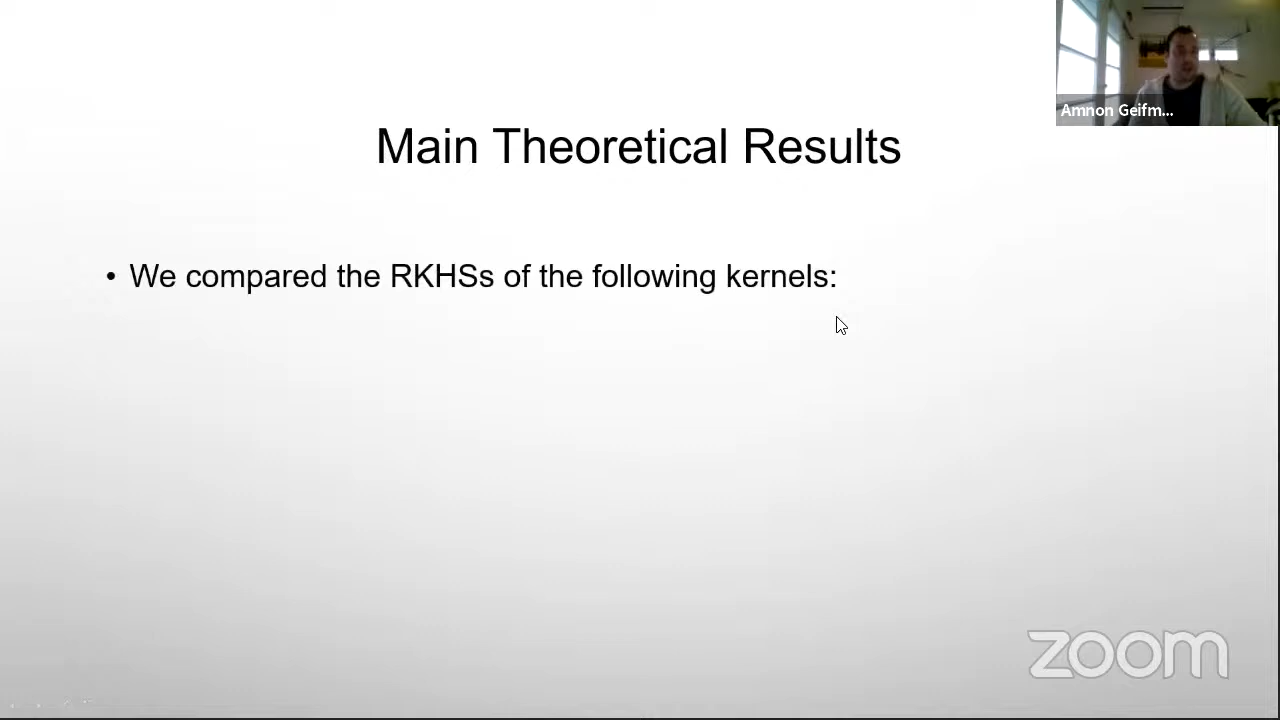 Amnon Geifm...
Main Theoretical Results
• We compared the RKHSs of the following kernels:
zoom